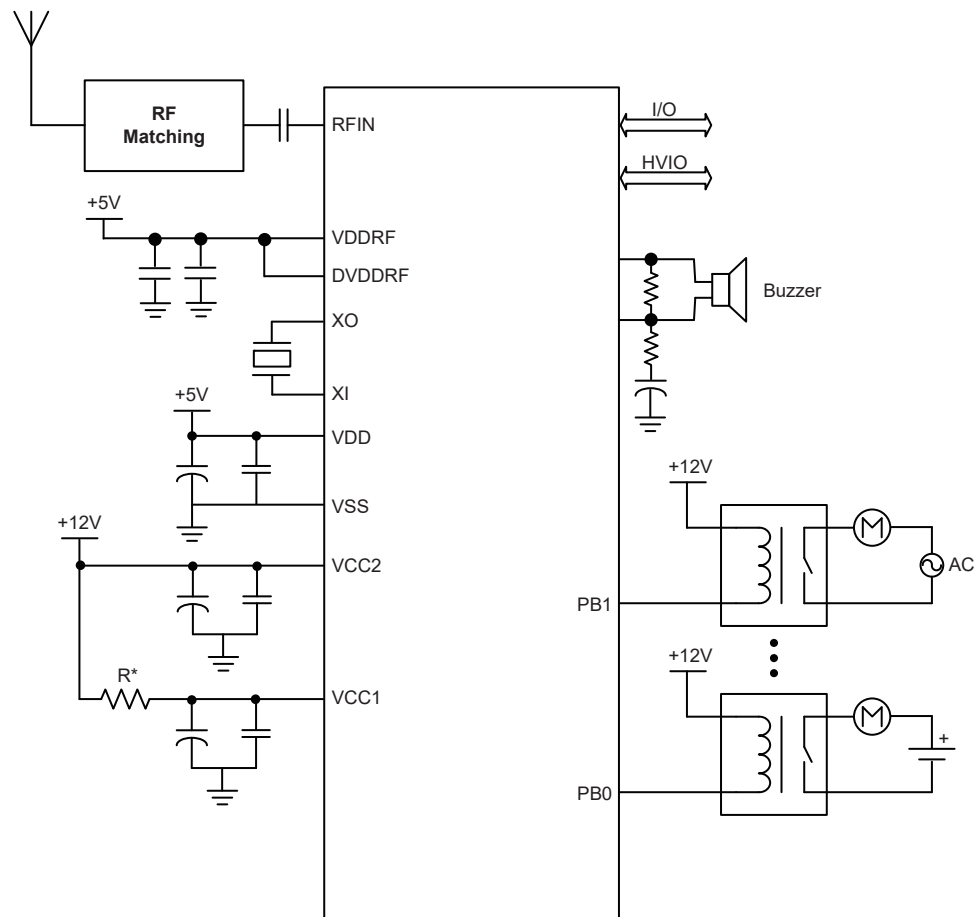 RF
Matching
RFIN
I/O
HVIO
+5V
VDDRF
DVDDRF
Buzzer
XO
XI
+5V
VDD
VSS
+12V
VCC2
+12V
M
AC
PB1
+12V
R*
VCC1
M
+
PB0